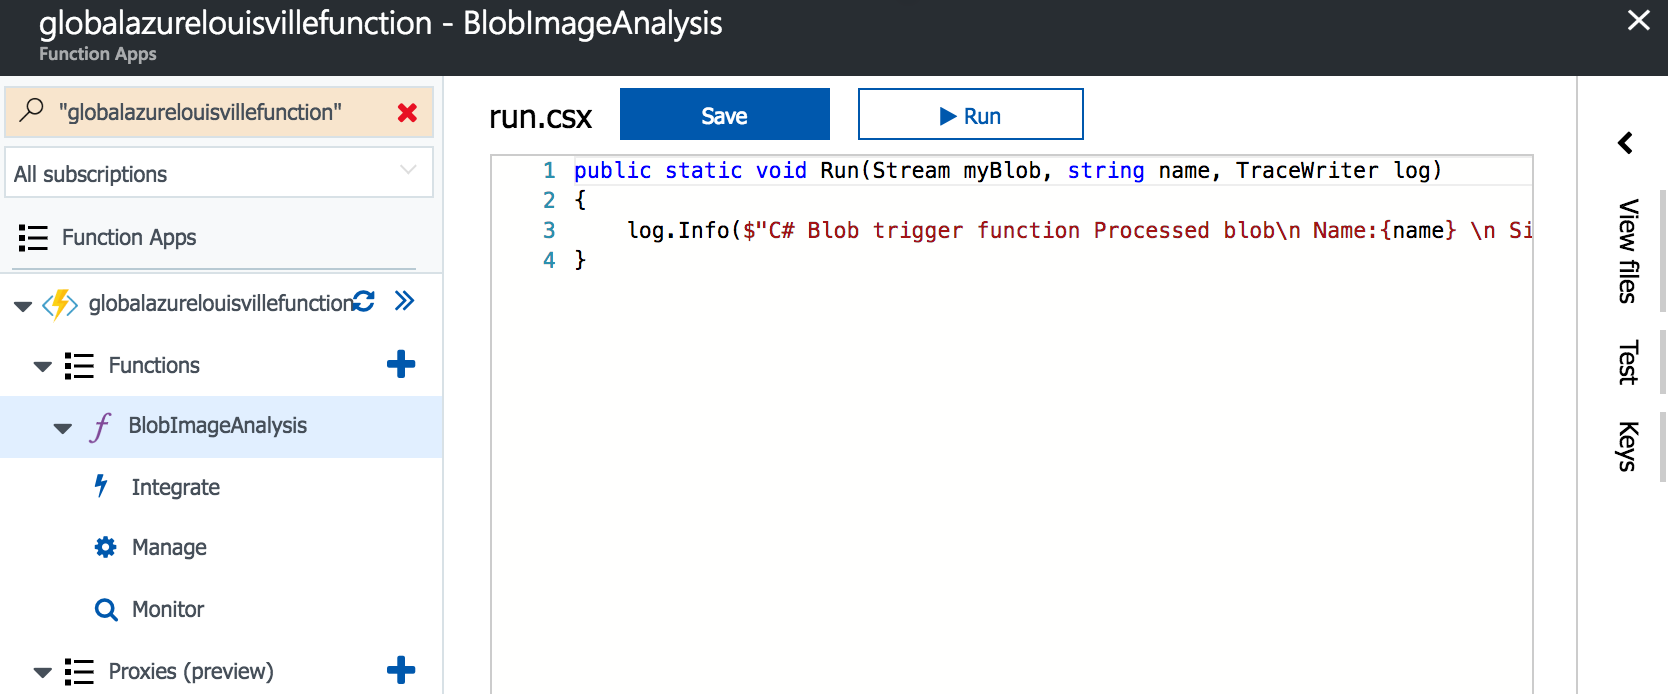 globalazurelouisvillefunction - BlobImageAnalysis
Function Apps
"globalazurelouisvillefunction"
All subscriptions
Function Apps
globalazurelouisvillefunction
Functions
BlobImageAnalysis
Integrate
Manage
Monitor
Proxies (preview)
run.csx
Save
Run
1 public static void Run(Stream myBlob, string name, TraceWriter log)
2 {
3 log.Info($"C# Blob trigger function Processed blob\n Name:{name} \n Si
4 }
View files
Test
Keys